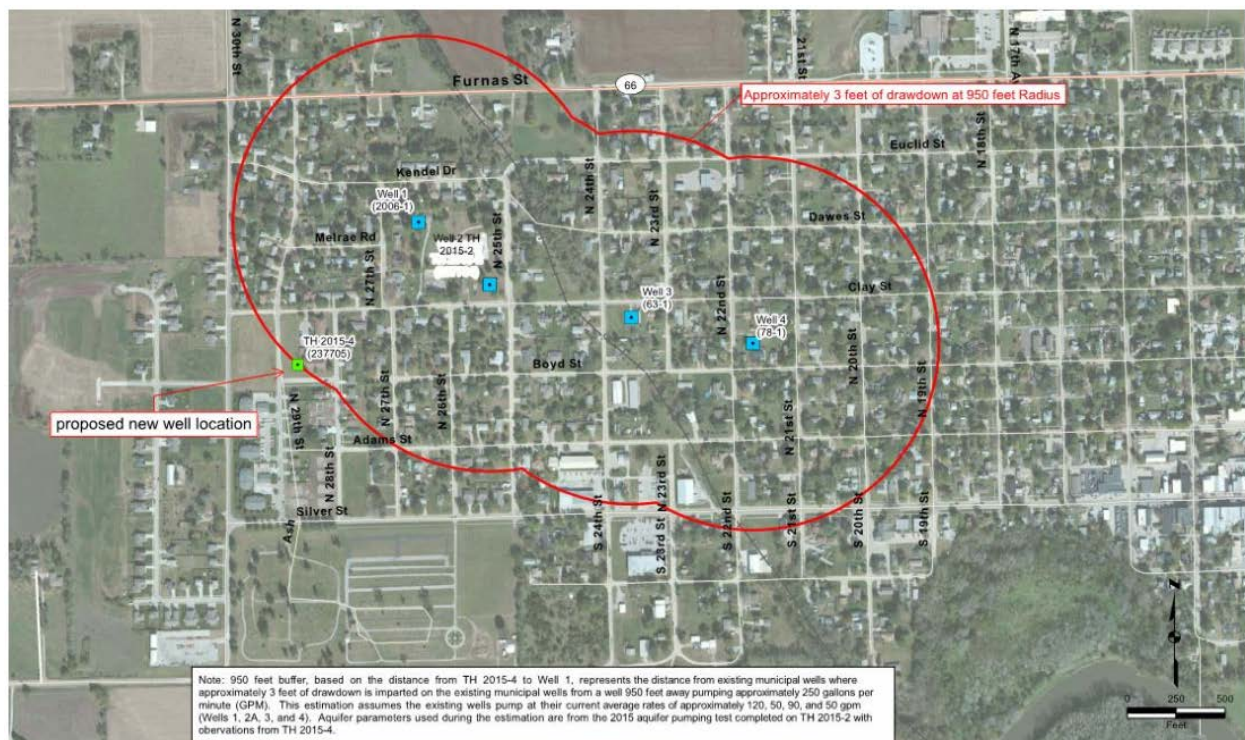 N 30th St
Furnas St
66
21st St
N 17th Av
Approximately 3 feet of drawdown at 950 feet Radius
Euclid St
N 18th St
Kendel Dr
Well 1
(2006-1)
N 24th St
N 23rd St
Dawes St
Melrae Rd
Well 2 TH
2015-2
N 25th St
N 27th St
Clay St
Well 3
(63-1)
N 22nd St
Well 4
(78-1)
TH 2015-4
(237705)
Boyd St
N 20th St
N 19th St
proposed new well location
N 29th St
N 27th St
N 26th St
N 21st St
Adams St
N 28th St
N 23rd St
Silver St
Ash
S 24th St
S 23rd St
S 22nd St
S 21st St
S 20th St
S 19th St
Z
Note: 950 feet buffer, based on the distance from TH 2015-4 to Well 1, represents the distance from existing municipal wells where
approximately 3 feet of drawdown is imparted on the existing municipal wells from a well 950 feet away pumping approximately 250 gallons per
minute (GPM). This estimation assumes the existing wells pump at their current average rates of approximately 120, 50, 90, and 50 gpm
(Wells 1, 2A, 3, and 4). Aquifer parameters used during the estimation are from the 2015 aquifer pumping test completed on TH 2015-2 with
obervations from TH 2015-4.
0 250 500
Feet